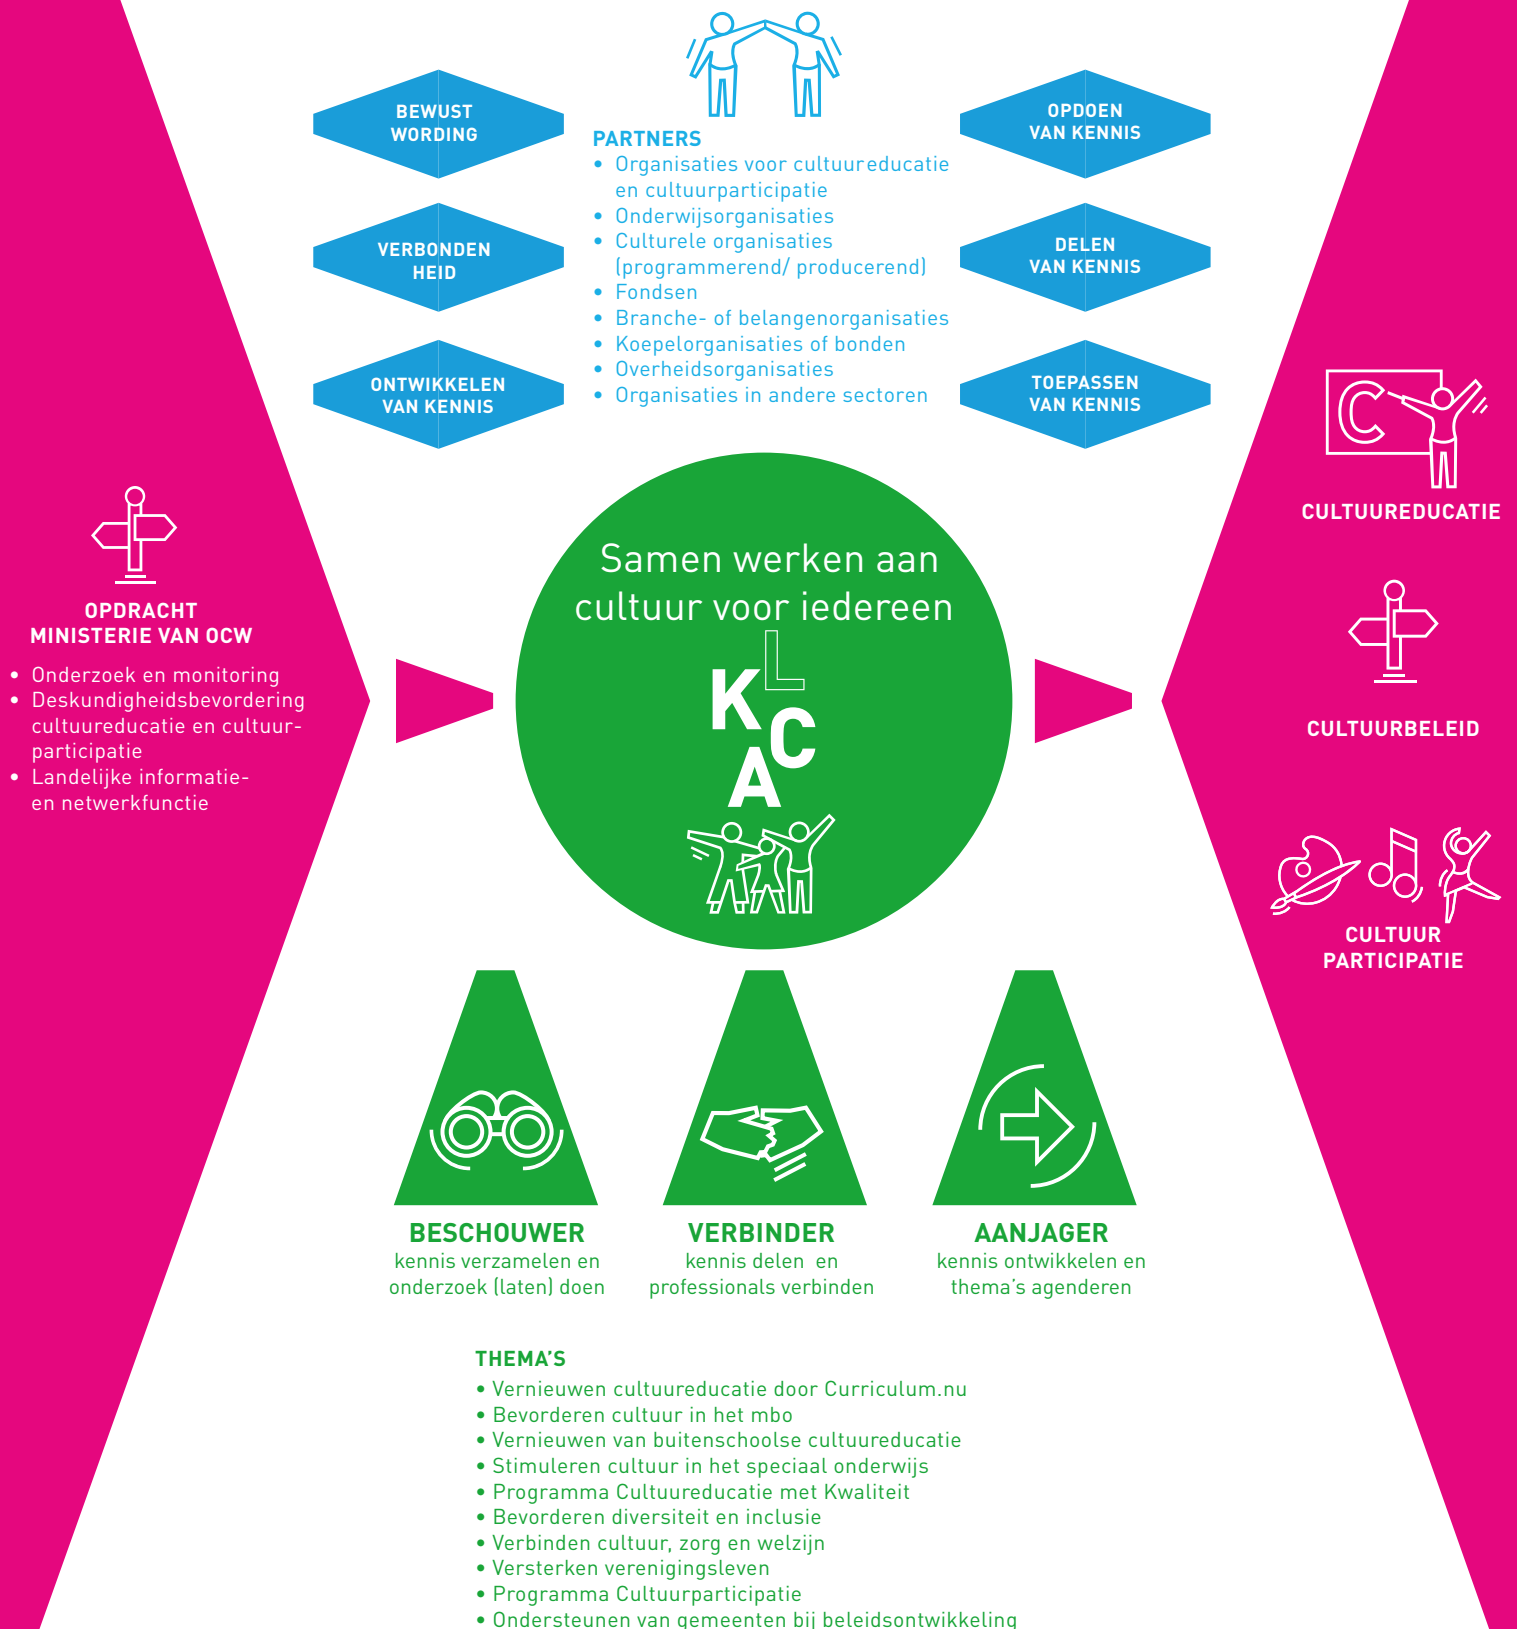 BEWUST
WORDING
VERBONDEN
HEID
ONTWIKKELEN
VAN KENNIS
PARTNERS
• Organisaties voor cultuureducatie
en cultuurparticipatie
• Onderwijsorganisaties
• Culturele organisaties
(programmerend/ producerend)
• Fondsen
• Branche- of belangenorganisaties
• Koepelorganisaties of bonden
• Overheidsorganisaties
• Organisaties in andere sectoren
OPDOEN
VAN KENNIS
DELEN
VAN KENNIS
TOEPASSEN
VAN KENNIS
OPDRACHT
MINISTERIE VAN OCW
• Onderzoek en monitoring
• Deskundigheidsbevordering
cultuureducatie en cultuur-
participatie
• Landelijke informatie-
en netwerkfunctie
Samen werken aan
cultuur voor iedereen
L
K
C
A
C
CULTUUREDUCATIE
CULTUURBELEID
CULTUUR
PARTICIPATIE
BESCHOUWER
kennis verzamelen en
onderzoek (laten) doen
VERBINDER
kennis delen en
professionals verbinden
AANJAGER
kennis ontwikkelen en
thema's agenderen
THEMA'S
• Vernieuwen cultuureducatie door Curriculum.nu
• Bevorderen cultuur in het mbo
• Vernieuwen van buitenschoolse cultuureducatie
• Stimuleren cultuur in het speciaal onderwijs
• Programma Cultuureducatie met Kwaliteit
• Bevorderen diversiteit en inclusie
• Verbinden cultuur, zorg en welzijn
• Versterken verenigingsleven
• Programma Cultuurparticipatie
• Ondersteunen van gemeenten bij beleidsontwikkeling